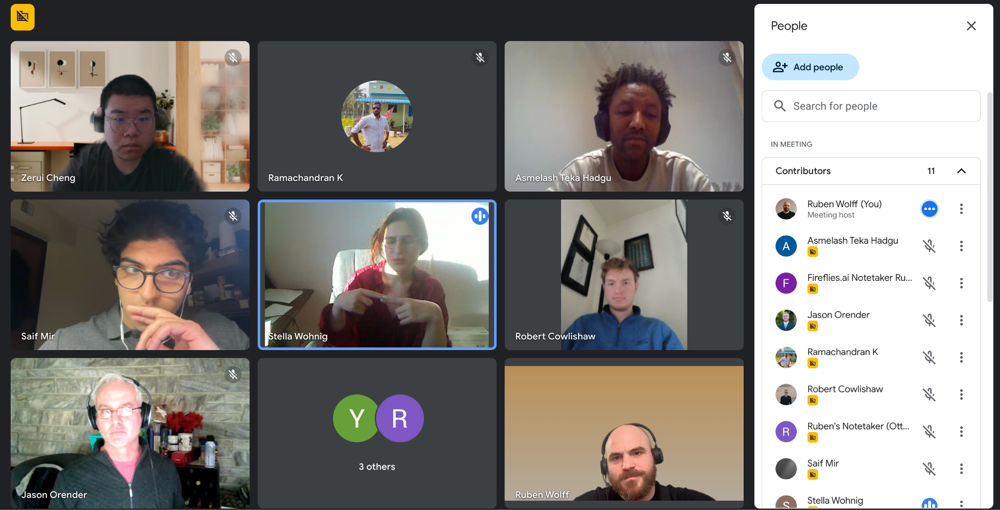 People
Add people
Search for people
IN MEETING
Contributors 11
Ruben Wolff (You)
Meeting host
A Asmelash Teka Hadgu
F Fireflies.ai Notetaker Ru...
Jason Orender
Ramachandran K
Robert Cowlishaw
R Ruben's Notetaker (Ott...
Saif Mir
S Stella Wohnig
Zerui Cheng
Ramachandran K
Asmelash Teka Hadgu
Saif Mir
Stella Wohnig
Robert Cowlishaw
Jason Orender
Y R
3 others
Ruben Wolff